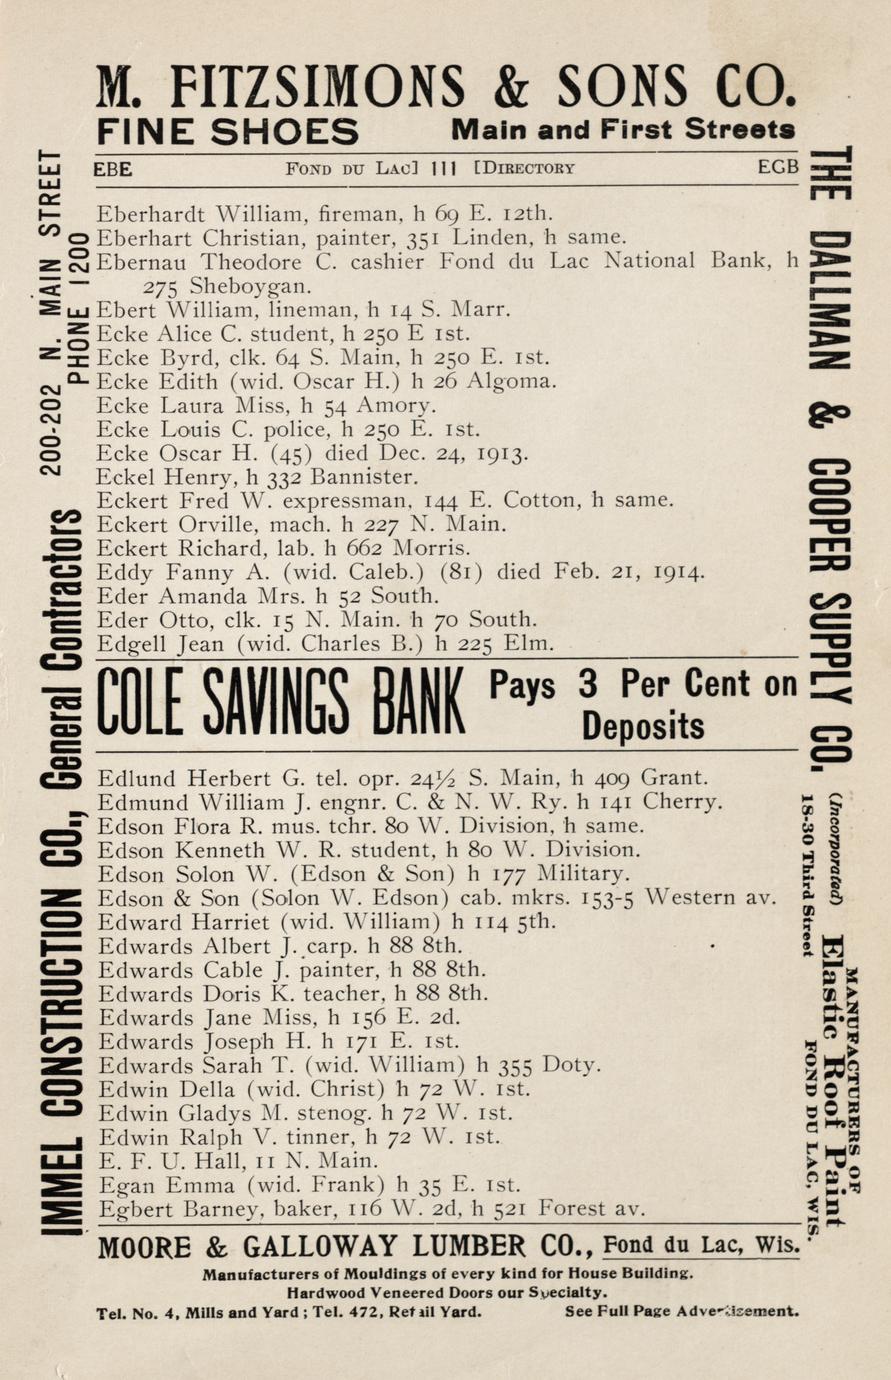 M. FITZSIMONS & SONS CO.
FINE SHOES Main and First Streets
EBE FOND DU LAC] 111 [DIRECTORY EGB
Eberhardt William, fireman, h 69 E. 12th.
Eberhart Christian, painter, 351 Linden, h same.
Ebernau Theodore C. cashier Fond du Lac National Bank, h
275 Sheboygan.
Ebert William, lineman, h 14 S. Marr.
Ecke Alice C. student, h 250 E 1st.
Ecke Byrd, clk. 64 S. Main, h 250 E. 1st.
Ecke Edith (wid. Oscar H.) h 26 Algoma.
Ecke Laura Miss, h 54 Amory.
Ecke Louis C. police, h 250 E. 1st.
Ecke Oscar H. (45) died Dec. 24, 1913.
Eckel Henry, h 332 Bannister.
Eckert Fred W. expressman, 144 E. Cotton, h same.
Eckert Orville, mach. h 227 N. Main.
Eckert Richard, lab. h 662 Morris.
Eddy Fanny A. (wid. Caleb.) (81) died Feb. 21, 1914.
Eder Amanda Mrs. h 52 South.
Eder Otto, clk. 15 N. Main. h 70 South.
Edgell Jean (wid. Charles B.) h 225 Elm.
COLE SAVINGS BANK Pays 3 Per Cent on
Deposits
Edlund Herbert G. tel. opr. 24½ S. Main, h 409 Grant.
Edmund William J. engnr. C. & N. W. Ry. h 141 Cherry.
Edson Flora R. mus. tchr. 80 W. Division, h same.
Edson Kenneth W. R. student, h 80 W. Division.
Edson Solon W. (Edson & Son) h 177 Military.
Edson & Son (Solon W. Edson) cab. mkrs. 153-5 Western av.
Edward Harriet (wid. William) h 114 5th.
Edwards Albert J. carp. h 88 8th.
Edwards Cable J. painter, h 88 8th.
Edwards Doris K. teacher, h 88 8th.
Edwards Jane Miss, h 156 E. 2d.
Edwards Joseph H. h 171 E. 1st.
Edwards Sarah T. (wid. William) h 355 Doty.
Edwin Della (wid. Christ) h 72 W. 1st.
Edwin Gladys M. stenog. h 72 W. 1st.
Edwin Ralph V. tinner, h 72 W. 1st.
E. F. U. Hall, 11 N. Main.
Egan Emma (wid. Frank) h 35 E. 1st.
Egbert Barney, baker, 116 W. 2d, h 521 Forest av.
MOORE & GALLOWAY LUMBER CO., Fond du Lac, Wis.
Manufacturers of Mouldings of every kind for House Building.
Hardwood Veneered Doors our Specialty.
Tel. No. 4, Mills and Yard ; Tel. 472, Retail Yard. See Full Page Advertisement.
IMMEL CONSTRUCTION CO., General Contractors 200-202 N. MAIN STREET
PHONE 1200
THE DALLMAN & COOPER SUPPLY CO.
(Incorporated)
18-30 Third Street
MANUFACTURERS OF
Elastic Roof Paint
FOND DU LAC, WIS.